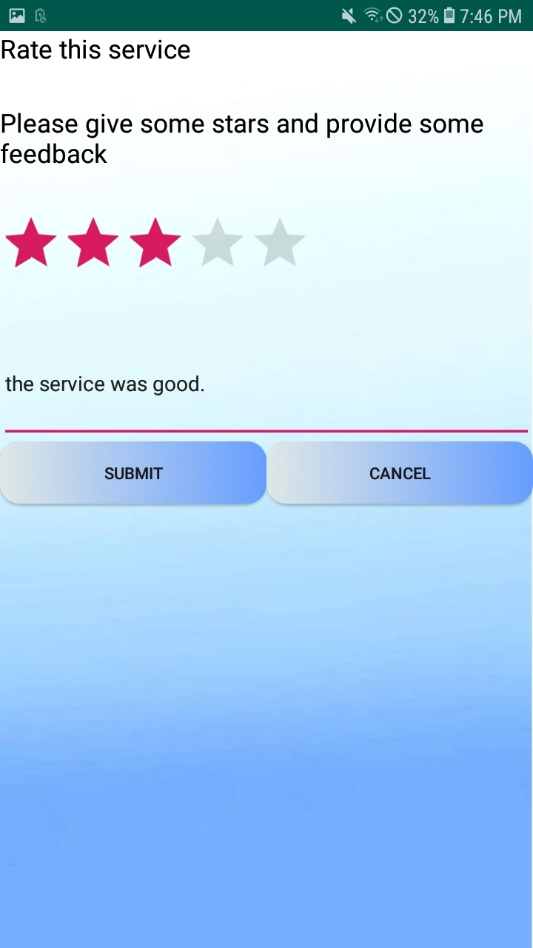 32% 7:46 PM
Rate this service
Please give some stars and provide some
feedback
the service was good.
SUBMIT CANCEL